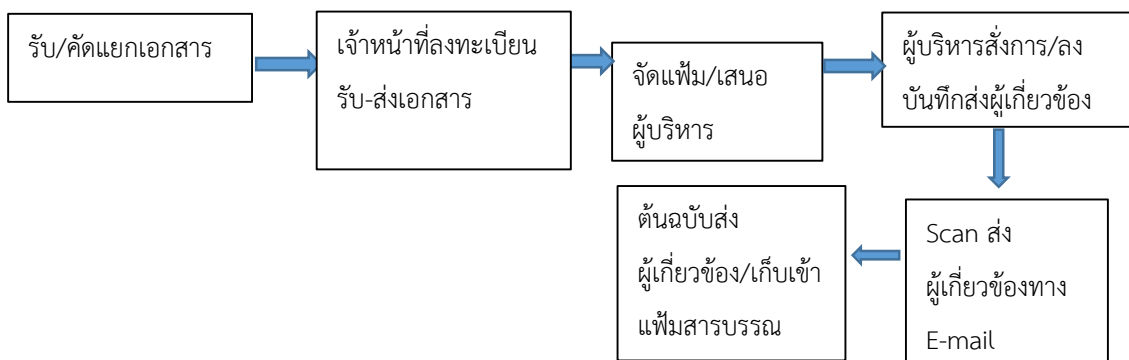 รับ/คัดแยกเอกสาร
เจ้าหน้าที่ลงทะเบียน
รับ-ส่งเอกสาร
จัดแฟ้ม/เสนอ
ผู้บริหาร
ผู้บริหารสั่งการ/ลง
บันทึกส่งผู้เกี่ยวข้อง
Scan ส่ง
ผู้เกี่ยวข้องทาง
E-mail
ต้นฉบับส่ง
ผู้เกี่ยวข้อง/เก็บเข้า
แฟ้มสารบรรณ